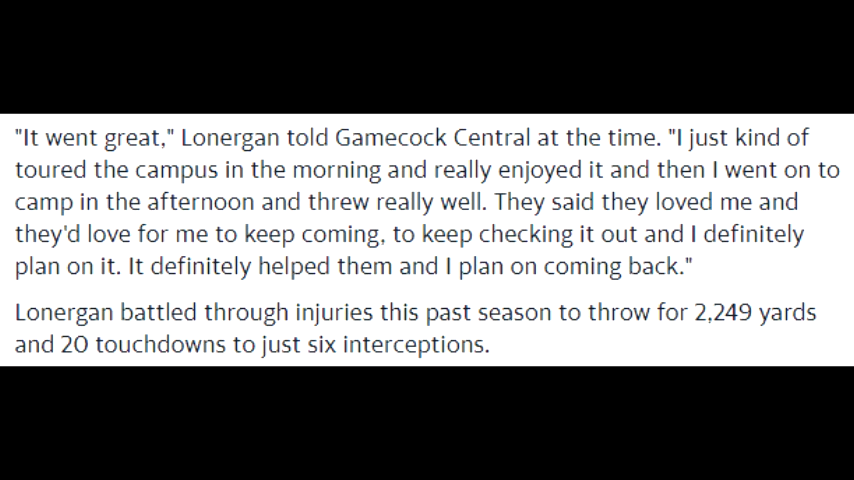 "It went great," Lonergan told Gamecock Central at the time. "I just kind of
toured the campus in the morning and really enjoyed it and then I went on to
camp in the afternoon and threw really well. They said they loved me and
they'd love for me to keep coming, to keep checking it out and I definitely
plan on it. It definitely helped them and I plan on coming back."
Lonergan battled through injuries this past season to throw for 2,249 yards
and 20 touchdowns to just six interceptions.